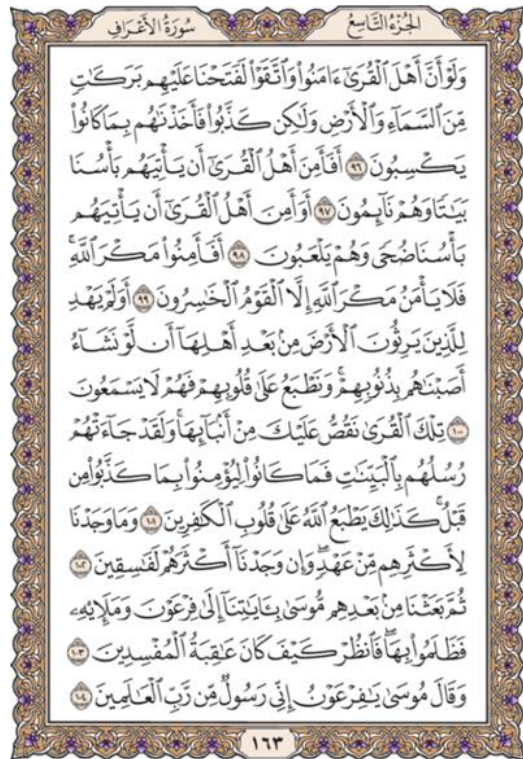 الجُزْءُ التَّاسِعُ
سُورَةُ الأَعْرَافِ
وَلَوْ أَنَّ أَهْلَ ٱلْقُرَىٰٓ ءَامَنُوا۟ وَٱتَّقَوْا۟ لَفَتَحْنَا عَلَيْهِم بَرَكَٰتٍ
مِّنَ ٱلسَّمَآءِ وَٱلْأَرْضِ وَلَٰكِن كَذَّبُوا۟ فَأَخَذْنَٰهُم بِمَا كَانُوا۟
يَكْسِبُونَ ٩٦ أَفَأَمِنَ أَهْلُ ٱلْقُرَىٰٓ أَن يَأْتِيَهُم بَأْسُنَا
بَيَٰتًا وَهُمْ نَآئِمُونَ ٩٧ أَوَأَمِنَ أَهْلُ ٱلْقُرَىٰٓ أَن يَأْتِيَهُم
بَأْسُنَا ضُحًى وَهُمْ يَلْعَبُونَ ٩٨ أَفَأَمِنُوا۟ مَكْرَ ٱللَّهِ ۚ
فَلَا يَأْمَنُ مَكْرَ ٱللَّهِ إِلَّا ٱلْقَوْمُ ٱلْخَٰسِرُونَ ٩٩ أَوَلَمْ يَهْدِ
لِلَّذِينَ يَرِثُونَ ٱلْأَرْضَ مِنۢ بَعْدِ أَهْلِهَآ أَن لَّوْ نَشَآءُ
أَصَبْنَٰهُم بِذُنُوبِهِمْ ۚ وَنَطْبَعُ عَلَىٰ قُلُوبِهِمْ فَهُمْ لَا يَسْمَعُونَ
١٠٠ تِلْكَ ٱلْقُرَىٰ نَقُصُّ عَلَيْكَ مِنْ أَنۢبَآئِهَا ۚ وَلَقَدْ جَآءَتْهُمْ
رُسُلُهُم بِٱلْبَيِّنَٰتِ فَمَا كَانُوا۟ لِيُؤْمِنُوا۟ بِمَا كَذَّبُوا۟ مِن
قَبْلُ ۚ كَذَٰلِكَ يَطْبَعُ ٱللَّهُ عَلَىٰ قُلُوبِ ٱلْكَٰفِرِينَ ١٠١ وَمَا وَجَدْنَا
لِأَكْثَرِهِم مِّنْ عَهْدٍ ۖ وَإِن وَجَدْنَآ أَكْثَرَهُمْ لَفَٰسِقِينَ ١٠٢
ثُمَّ بَعَثْنَا مِنۢ بَعْدِهِم مُّوسَىٰ بِـَٔايَٰتِنَآ إِلَىٰ فِرْعَوْنَ وَمَلَإِي۟هِۦ
فَظَلَمُوا۟ بِهَا ۖ فَٱنظُرْ كَيْفَ كَانَ عَٰقِبَةُ ٱلْمُفْسِدِينَ ١٠٣
وَقَالَ مُوسَىٰ يَٰفِرْعَوْنُ إِنِّى رَسُولٌ مِّن رَّبِّ ٱلْعَٰلَمِينَ ١٠٤
١٦٣